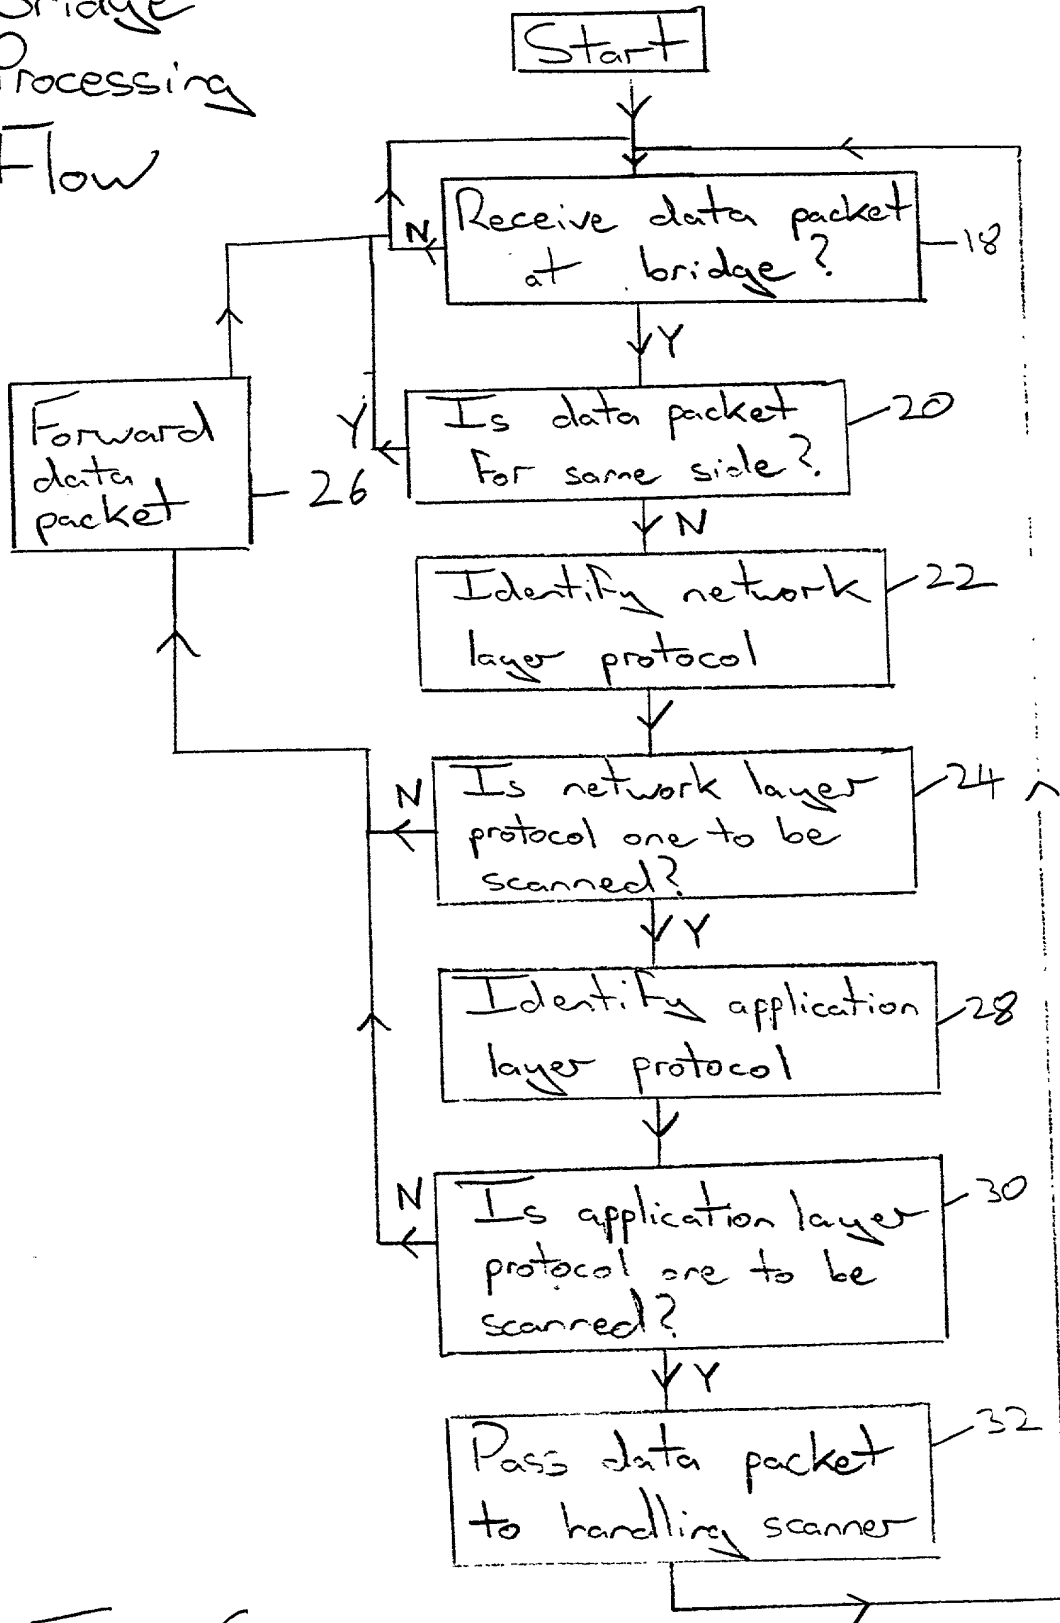 Bridge
Processing
Flow
Start
Receive data packet
at bridge?
18
N
Y
Is data packet
for same side?
20
Y
N
Forward
data
packet
26
Identify network
layer protocol
22
Is network layer
protocol one to be
scanned?
24
N
Y
Identify application
layer protocol
28
Is application layer
protocol one to be
scanned?
30
N
Y
Pass data packet
to handling scanner
32